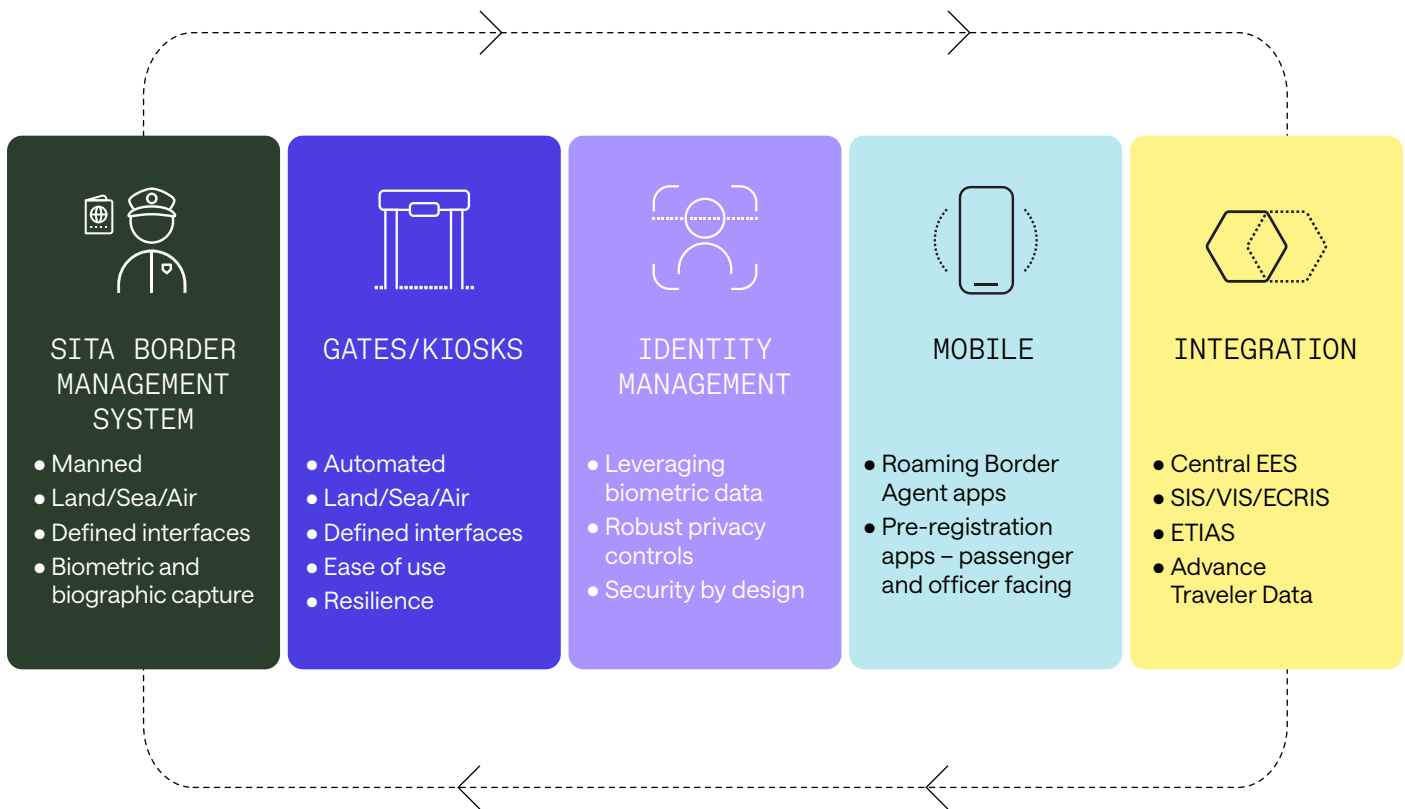 SITA BORDER
MANAGEMENT
SYSTEM
● Manned
● Land/Sea/Air
● Defined interfaces
● Biometric and
biographic capture
GATES/KIOSKS
● Automated
● Land/Sea/Air
● Defined interfaces
● Ease of use
● Resilience
IDENTITY
MANAGEMENT
● Leveraging
biometric data
● Robust privacy
controls
● Security by design
MOBILE
● Roaming Border
Agent apps
● Pre-registration
apps – passenger
and officer facing
INTEGRATION
● Central EES
● SIS/VIS/ECRIS
● ETIAS
● Advance
Traveler Data